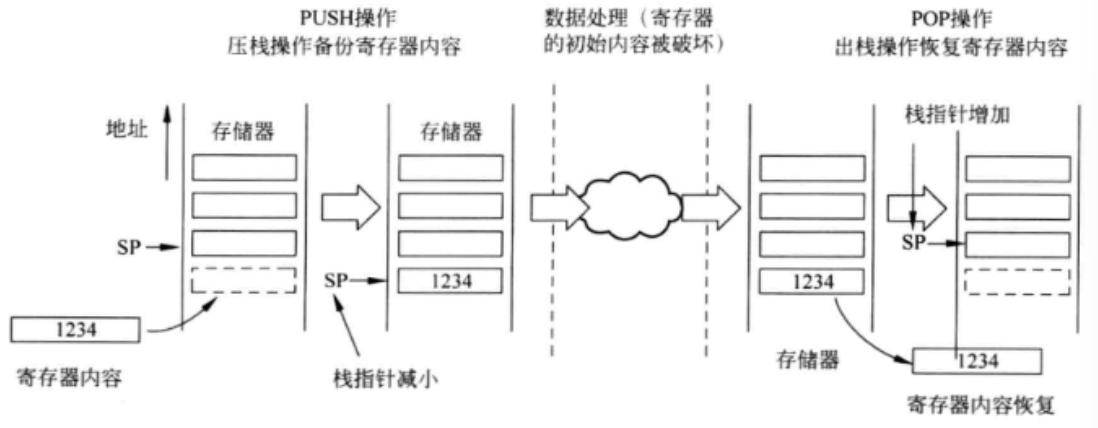 PUSH操作
压栈操作备份寄存器内容
数据处理（寄存器
的初始内容被破坏）
POP操作
出栈操作恢复寄存器内容
地址
存储器
存储器
栈指针增加
SP
SP
1234
1234
SP
1234
1234
寄存器内容
栈指针减小
存储器
1234
寄存器内容恢复